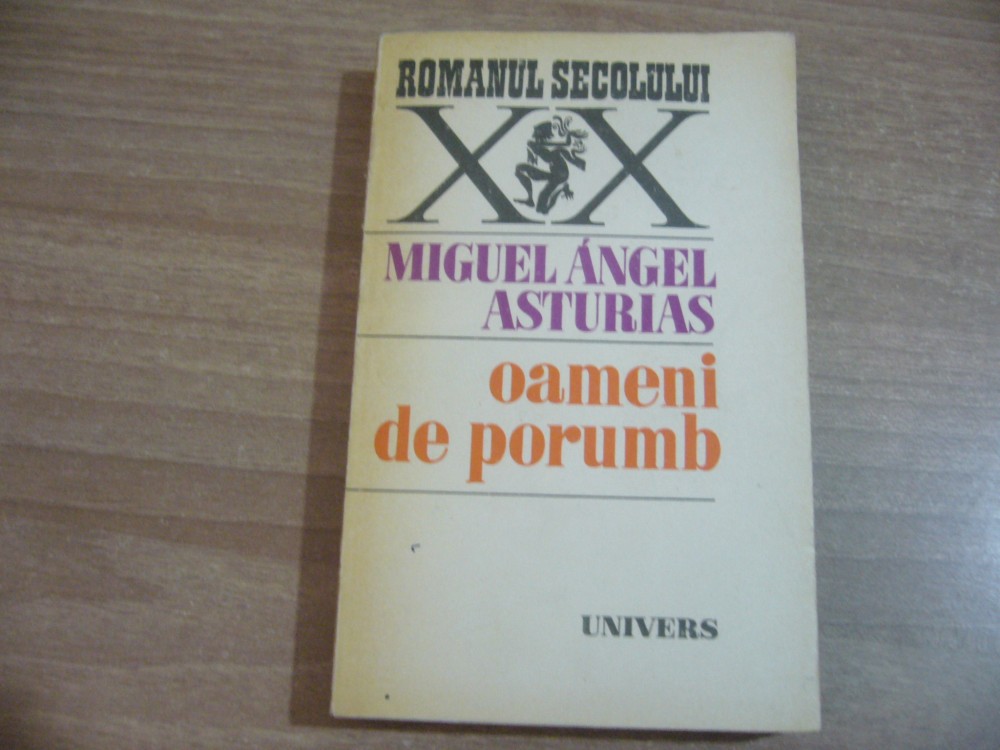 ROMANUL SECOLULUI
XX
MIGUEL ÁNGEL
ASTURIAS
oameni
de porumb
UNIVERS